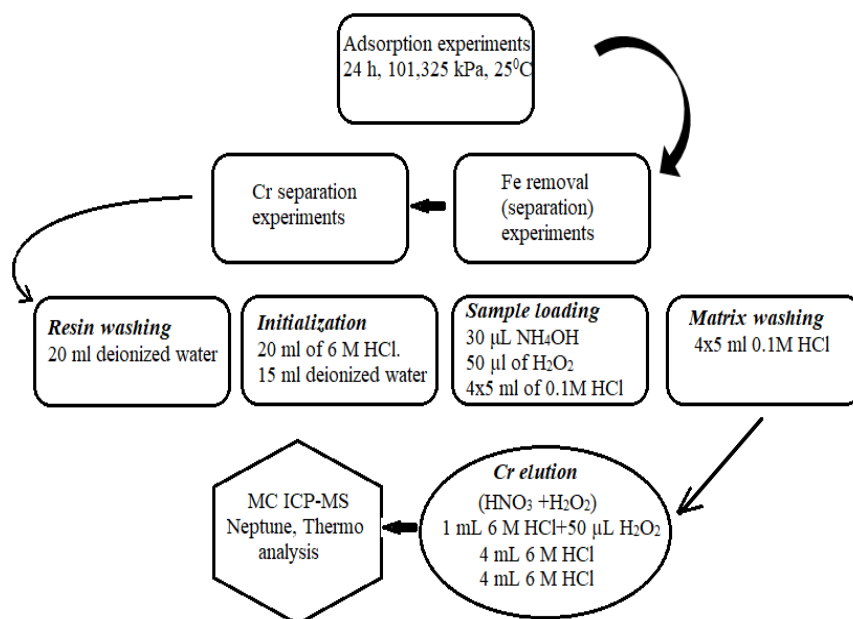 Adsorption experiments
24 h, 101,325 kPa, 25⁰C
Cr separation
experiments
Fe removal
(separation)
experiments
Resin washing
20 ml deionized water
Initialization
20 ml of 6 M HCl.
15 ml deionized water
Sample loading
30 µL NH₄OH
50 µl of H₂O₂
4x5 ml of 0.1M HCl
Matrix washing
4x5 ml 0.1M HCl
MC ICP-MS
Neptune, Thermo
analysis
Cr elution
(HNO₃ +H₂O₂)
1 mL 6 M HCl+50 µL H₂O₂
4 mL 6 M HCl
4 mL 6 M HCl